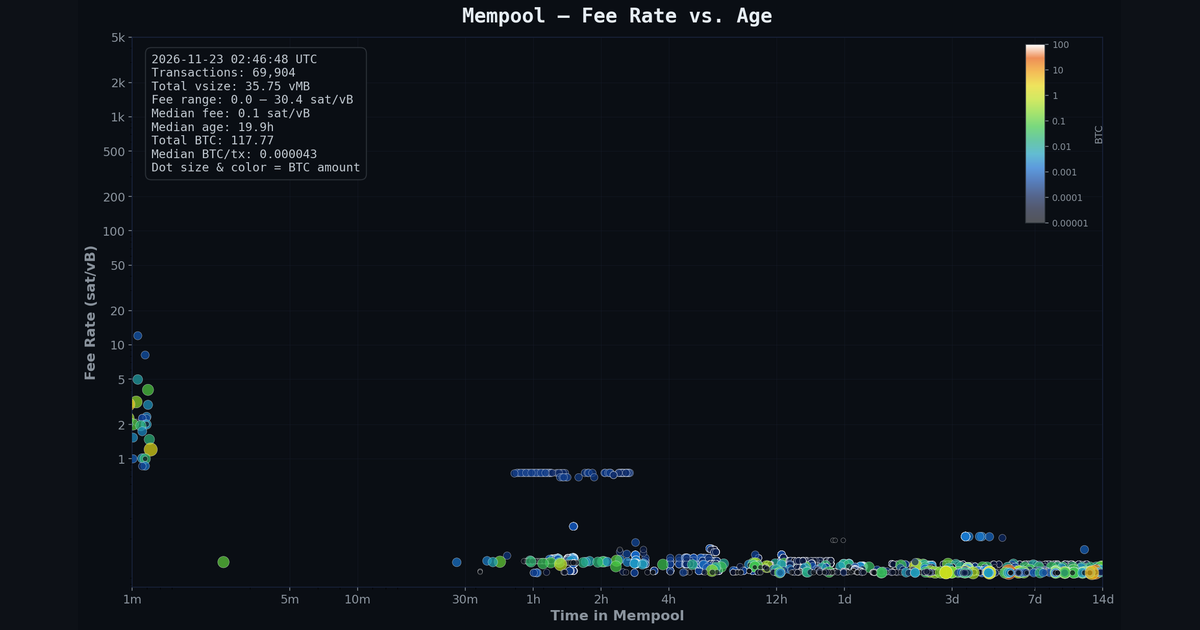 Mempool — Fee Rate vs. Age
2026-11-23 02:46:48 UTC
Transactions: 69,904
Total vsize: 35.75 vMB
Fee range: 0.0 — 30.4 sat/vB
Median fee: 0.1 sat/vB
Median age: 19.9h
Total BTC: 117.77
Median BTC/tx: 0.000043
Dot size & color = BTC amount
5k
2k
1k
500
200
100
50
20
10
5
2
1
Fee Rate (sat/vB)
100
10
1
0.1
0.01
0.001
0.0001
0.00001
BTC
1m 5m 10m 30m 1h 2h 4h 12h 1d 3d 7d 14d
Time in Mempool